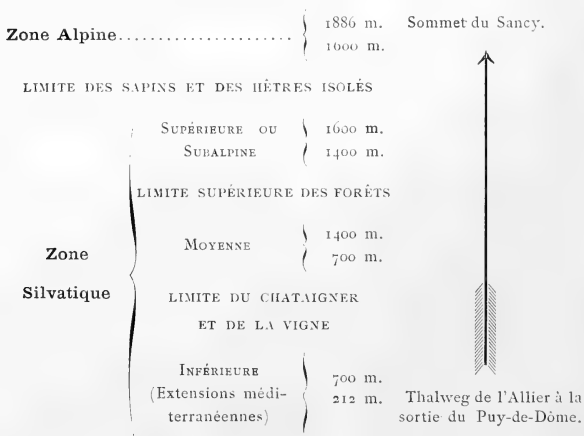 Zone Alpine..................... 1886 m. Sommet du Sancy.
1600 m.
LIMITE DES SAPINS ET DES HÊTRES ISOLÉS
SUPÉRIEURE OU 1600 m.
SUBALPINE 1400 m.
LIMITE SUPÉRIEURE DES FORÊTS
MOYENNE 1400 m.
700 m.
Zone
Silvatique
LIMITE DU CHATAIGNER
ET DE LA VIGNE
INFÉRIEURE 700 m.
(Extensions médi- 212 m. Thalweg de l'Allier à la
terranéennes) sortie du Puy-de-Dôme.